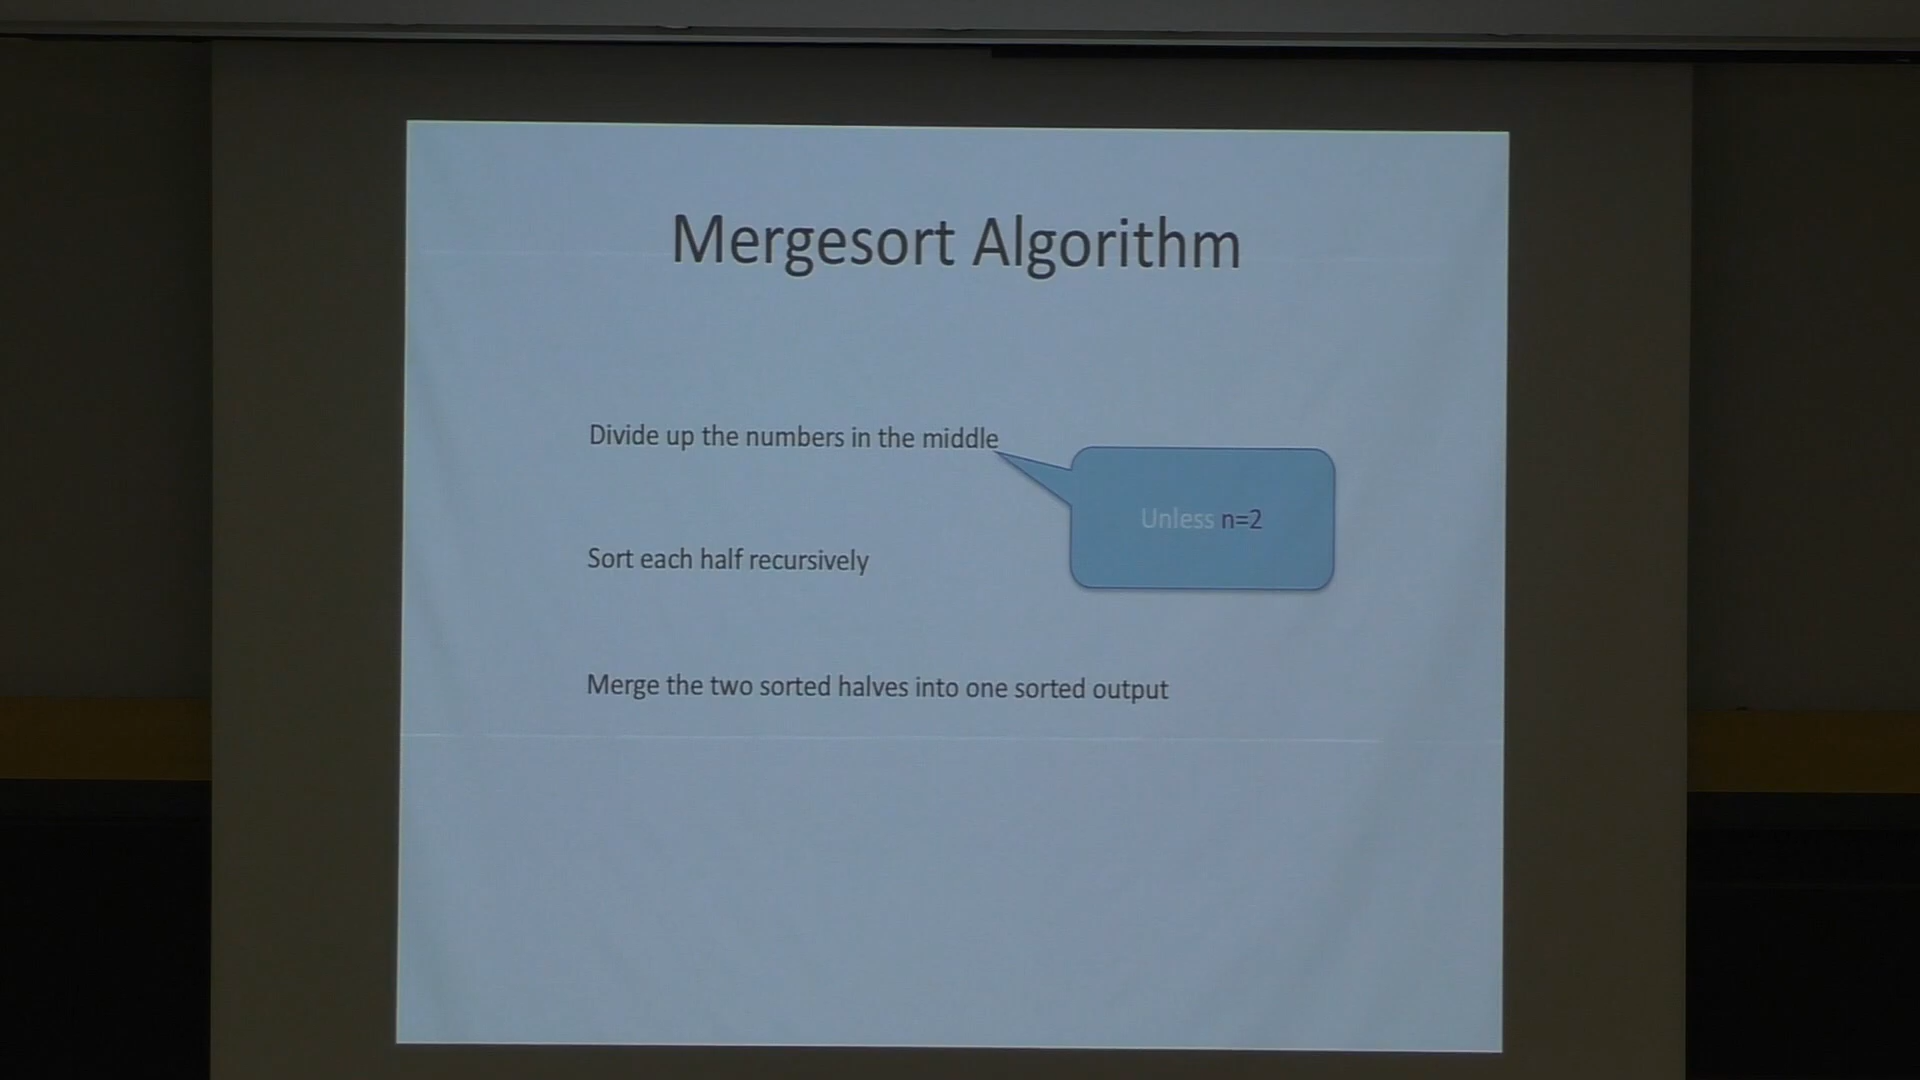 Mergesort Algorithm
Divide up the numbers in the middle
Unless n=2
Sort each half recursively
Merge the two sorted halves into one sorted output